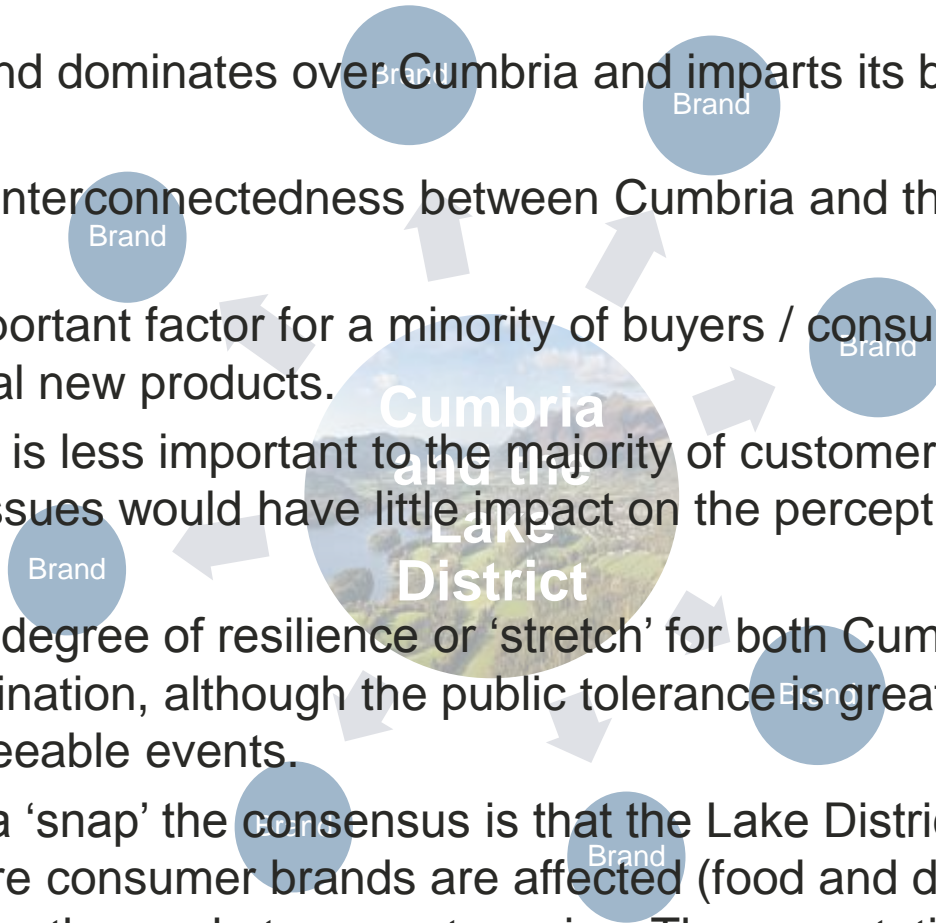 nd dominates over Cumbria and imparts its b
Brand
Brand
nterconnectedness between Cumbria and th
Brand
portant factor for a minority of buyers / consu
Brand
al new products.
Cumbria
is less important to the majority of customer
and the
ssues would have little impact on the percept
Lake
Brand
District
degree of resilience or ‘stretch’ for both Cum
ination, although the public tolerance is great
Brand
eeable events.
a ‘snap’ the consensus is that the Lake Distri
Brand
Brand
re consumer brands are affected (food and d